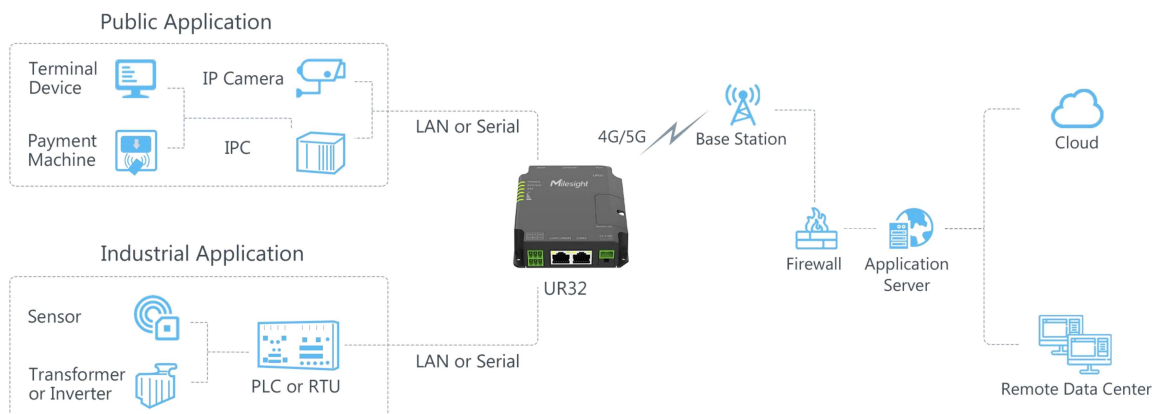 Public Application
Terminal
Device
IP Camera
Payment
Machine
IPC
LAN or Serial
4G/5G
Base Station
Cloud
Milesight
UR32
Firewall
Application
Server
Industrial Application
Sensor
Transformer
or Inverter
PLC or RTU
LAN or Serial
Remote Data Center